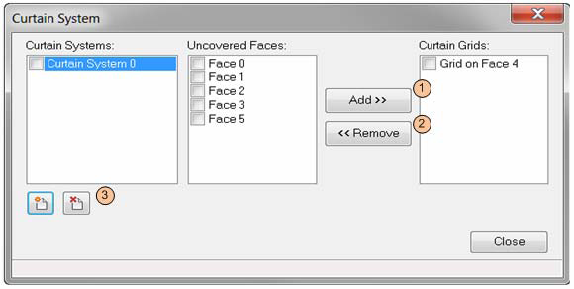 Curtain System
Curtain Systems:
Curtain System 0
Uncovered Faces:
Face 0
Face 1
Face 2
Face 3
Face 5
Add >>
1
<< Remove
2
Curtain Grids:
Grid on Face 4
3
Close